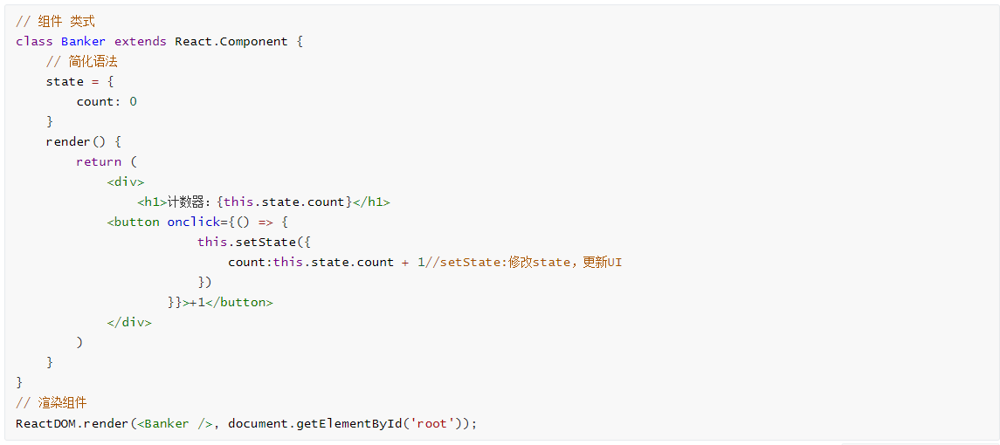 // 组件 类式
class Banker extends React.Component {
    // 简化语法
    state = {
        count: 0
    }
    render() {
        return (
            <div>
                <h1>计数器：{this.state.count}</h1>
            <button onclick={() => {
                        this.setState({
                            count:this.state.count + 1//setState:修改state，更新UI
                        })
                    }}>+1</button>
            </div>
        )
    }
}
// 渲染组件
ReactDOM.render(<Banker />, document.getElementById('root'));